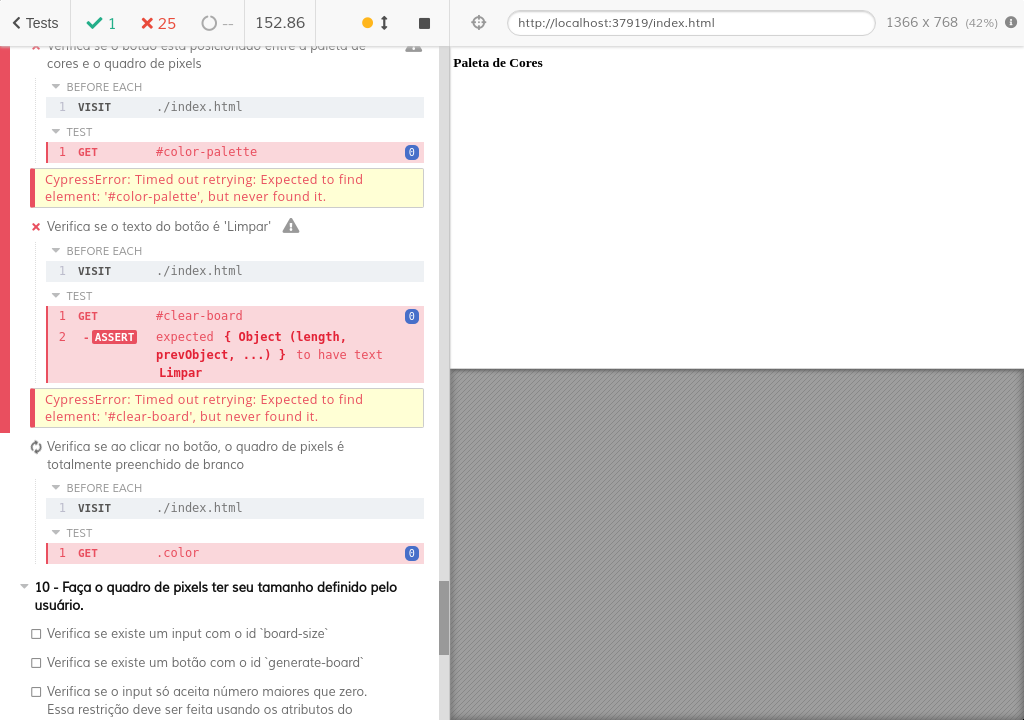 Tests
1
25
--
152.86
http://localhost:37919/index.html
1366 x 768 (42%)
Verifica se o botão está posicionado entre a paleta de
cores e o quadro de pixels
BEFORE EACH
1 VISIT ./index.html
TEST
1 GET #color-palette 0
CypressError: Timed out retrying: Expected to find
element: '#color-palette', but never found it.
Verifica se o texto do botão é 'Limpar'
BEFORE EACH
1 VISIT ./index.html
TEST
1 GET #clear-board 0
2 -ASSERT expected { Object (length,
prevObject, ...) } to have text
Limpar
CypressError: Timed out retrying: Expected to find
element: '#clear-board', but never found it.
Verifica se ao clicar no botão, o quadro de pixels é
totalmente preenchido de branco
BEFORE EACH
1 VISIT ./index.html
TEST
1 GET .color 0
10 - Faça o quadro de pixels ter seu tamanho definido pelo
usuário.
Verifica se existe um input com o id `board-size`
Verifica se existe um botão com o id `generate-board`
Verifica se o input só aceita número maiores que zero.
Essa restrição deve ser feita usando os atributos do
Paleta de Cores